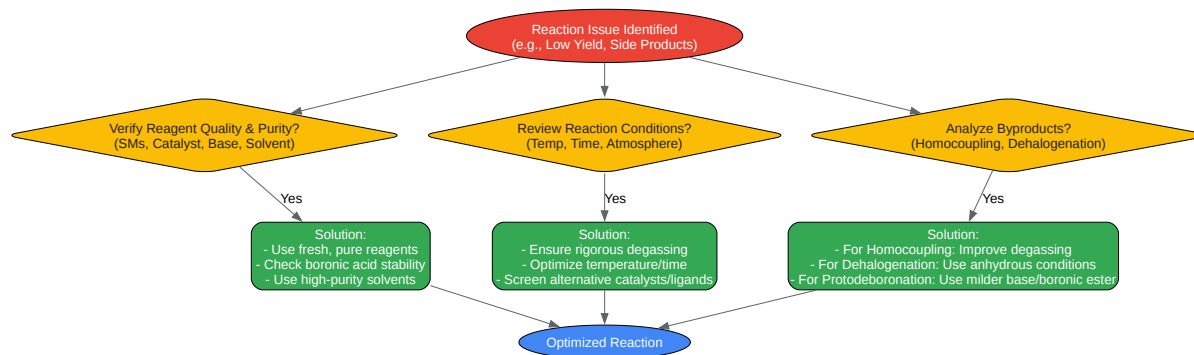 Reaction Issue Identified
(e.g., Low Yield, Side Products)
Verify Reagent Quality & Purity?
(SMs, Catalyst, Base, Solvent)
Review Reaction Conditions?
(Temp, Time, Atmosphere)
Analyze Byproducts?
(Homocoupling, Dehalogenation)
Yes
Yes
Yes
Solution:
- Use fresh, pure reagents
- Check boronic acid stability
- Use high-purity solvents
Solution:
- Ensure rigorous degassing
- Optimize temperature/time
- Screen alternative catalysts/ligands
Solution:
- For Homocoupling: Improve degassing
- For Dehalogenation: Use anhydrous conditions
- For Protodeboronation: Use milder base/boronic ester
Optimized Reaction